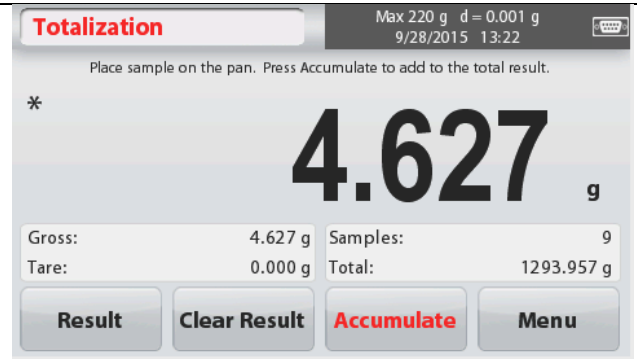 Totalization
Max 220 g d = 0.001 g
9/28/2015 13:22
Place sample on the pan. Press Accumulate to add to the total result.
*
4.627 g
Gross: 4.627 g Samples: 9
Tare: 0.000 g Total: 1293.957 g
Result Clear Result Accumulate Menu